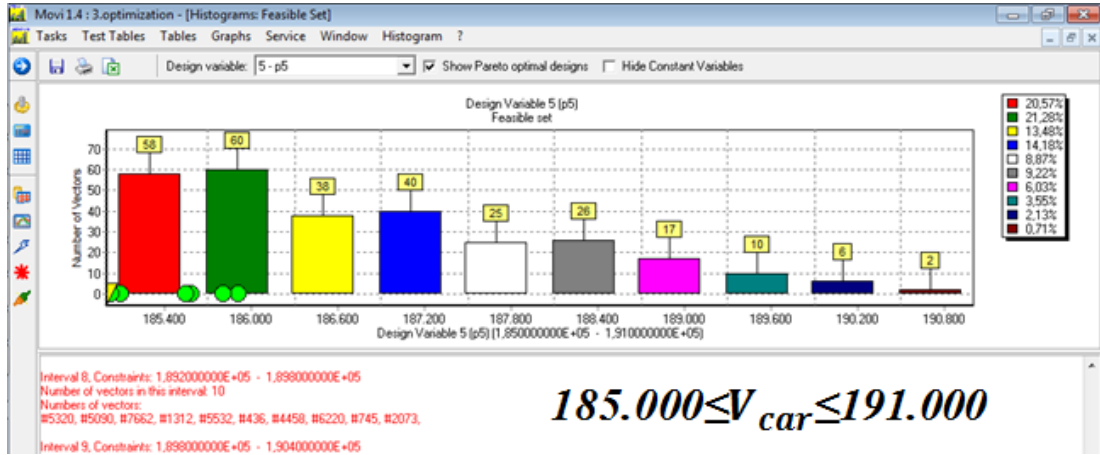 Movi 1.4 : 3.optimization - [Histograms: Feasible Set]
Tasks Test Tables Tables Graphs Service Window Histogram ?
Design variable: 5 - p5 Show Pareto optimal designs Hide Constant Variables
Design Variable 5 (p5)
Feasible set
20,57%
21,28%
13,48%
14,18%
8,87%
9,22%
6,03%
3,55%
2,13%
0,71%
Number of Vectors
70
60
50
40
30
20
10
0
58 60 38 40 25 26 17 10 6 2
185.400 186.000 186.600 187.200 187.800 188.400 189.000 189.600 190.200 190.800
Design Variable 5 (p5) [1,850000000E+05 - 1,910000000E+05]
Interval 8, Constraints: 1,892000000E+05 - 1,898000000E+05
Number of vectors in this interval: 10
Numbers of vectors:
#5320, #5090, #7662, #1312, #5532, #436, #4458, #6220, #745, #2073,
Interval 9, Constraints: 1,898000000E+05 - 1,904000000E+05
185.000≤V car≤191.000